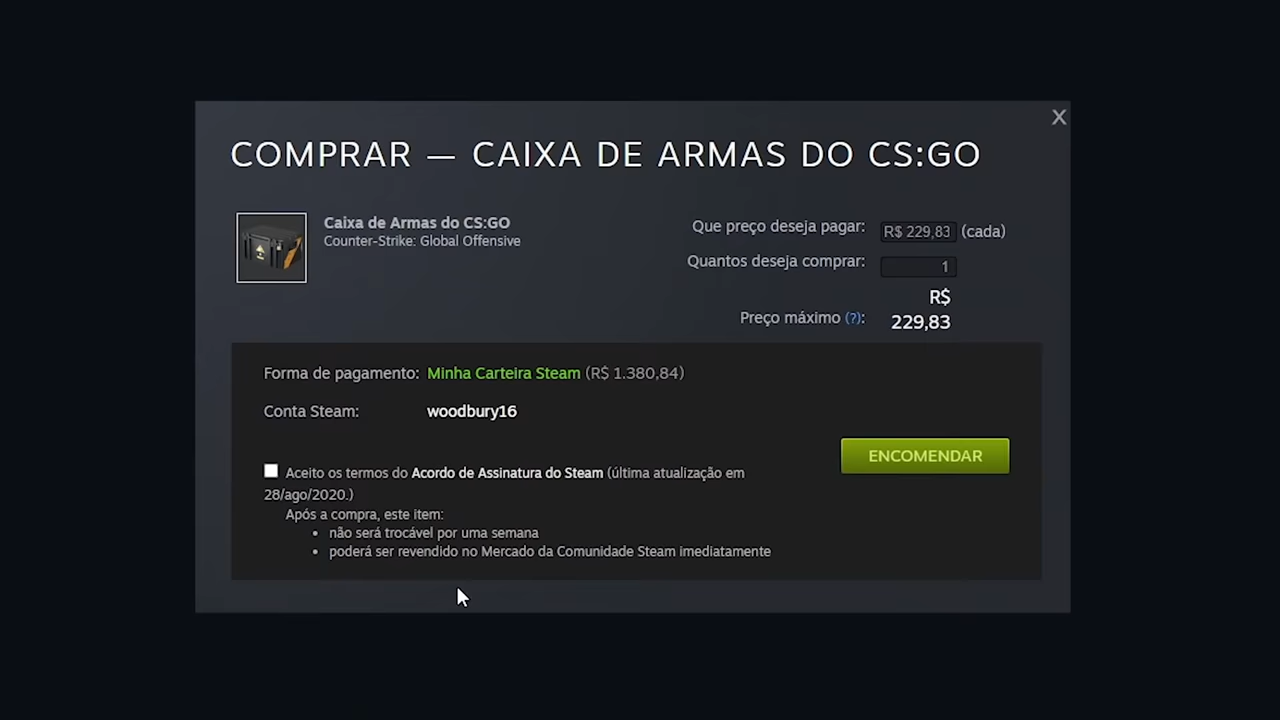 X
COMPRAR — CAIXA DE ARMAS DO CS:GO
Caixa de Armas do CS:GO
Counter-Strike: Global Offensive
Que preço deseja pagar: R$ 229,83 (cada)
Quantos deseja comprar: 1
R$
Preço máximo (?): 229,83
Forma de pagamento: Minha Carteira Steam (R$ 1.380,84)
Conta Steam: woodbury16
ENCOMENDAR
Aceito os termos do Acordo de Assinatura do Steam (última atualização em
28/ago/2020.)
Após a compra, este item:
• não será trocável por uma semana
• poderá ser revendido no Mercado da Comunidade Steam imediatamente